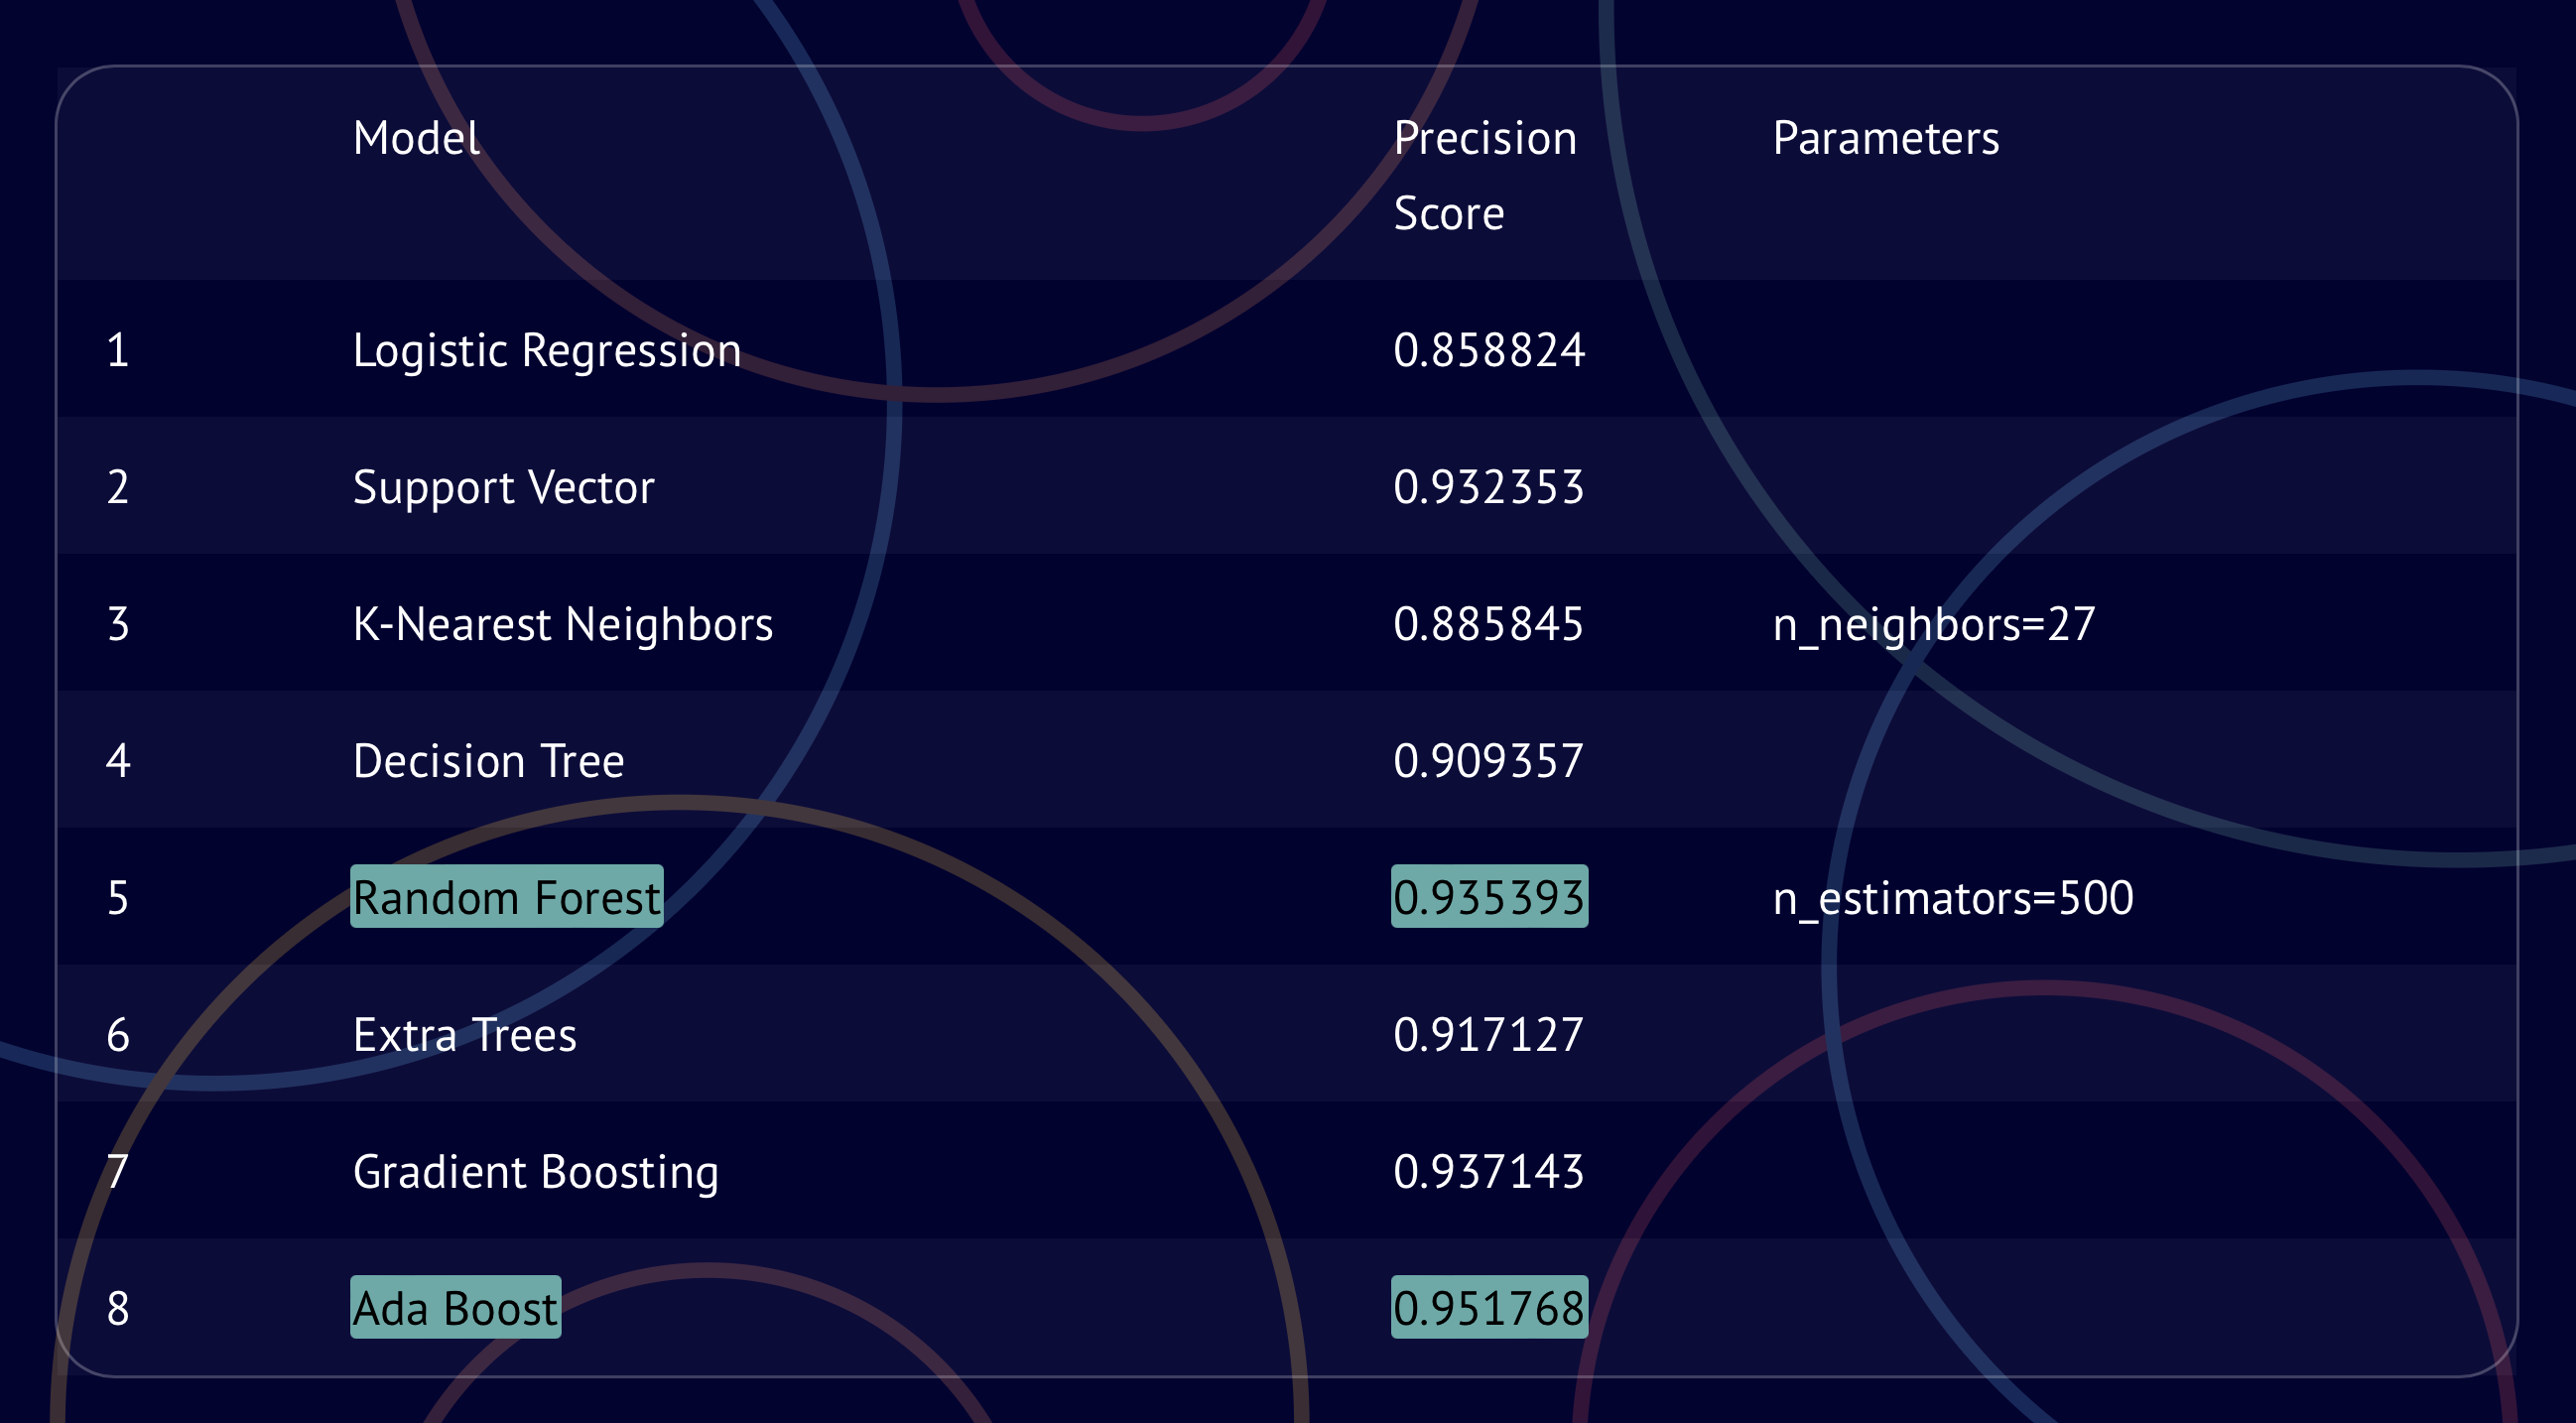 Model Precision Score Parameters
1 Logistic Regression 0.858824
2 Support Vector 0.932353
3 K-Nearest Neighbors 0.885845 n_neighbors=27
4 Decision Tree 0.909357
5 Random Forest 0.935393 n_estimators=500
6 Extra Trees 0.917127
7 Gradient Boosting 0.937143
8 Ada Boost 0.951768